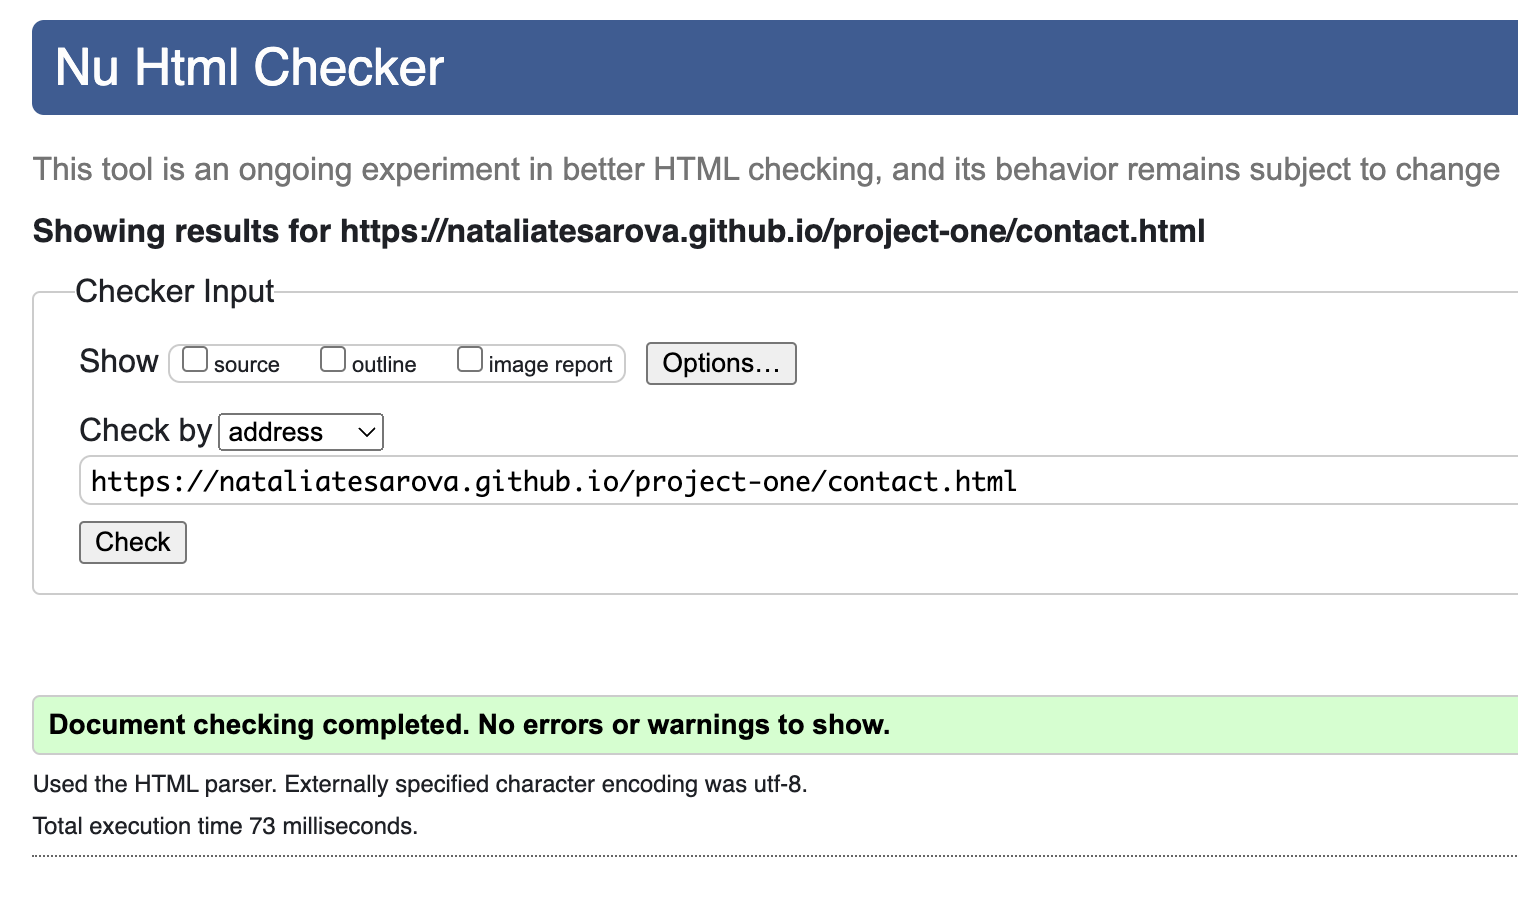 Nu Html Checker
This tool is an ongoing experiment in better HTML checking, and its behavior remains subject to change
Showing results for https://nataliatesarova.github.io/project-one/contact.html
Checker Input
Show source outline image report Options...
Check by address
https://nataliatesarova.github.io/project-one/contact.html
Check
Document checking completed. No errors or warnings to show.
Used the HTML parser. Externally specified character encoding was utf-8.
Total execution time 73 milliseconds.